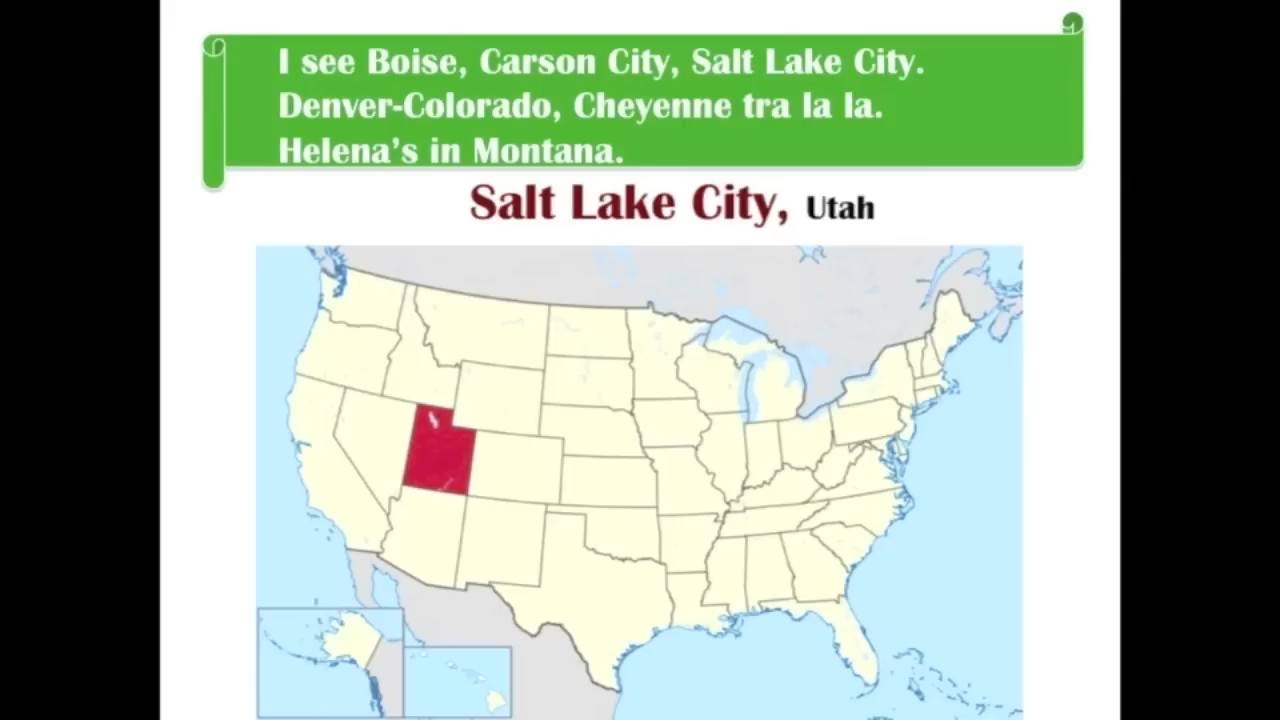 I see Boise, Carson City, Salt Lake City.
Denver-Colorado, Cheyenne tra la la.
Helena's in Montana.
Salt Lake City, Utah